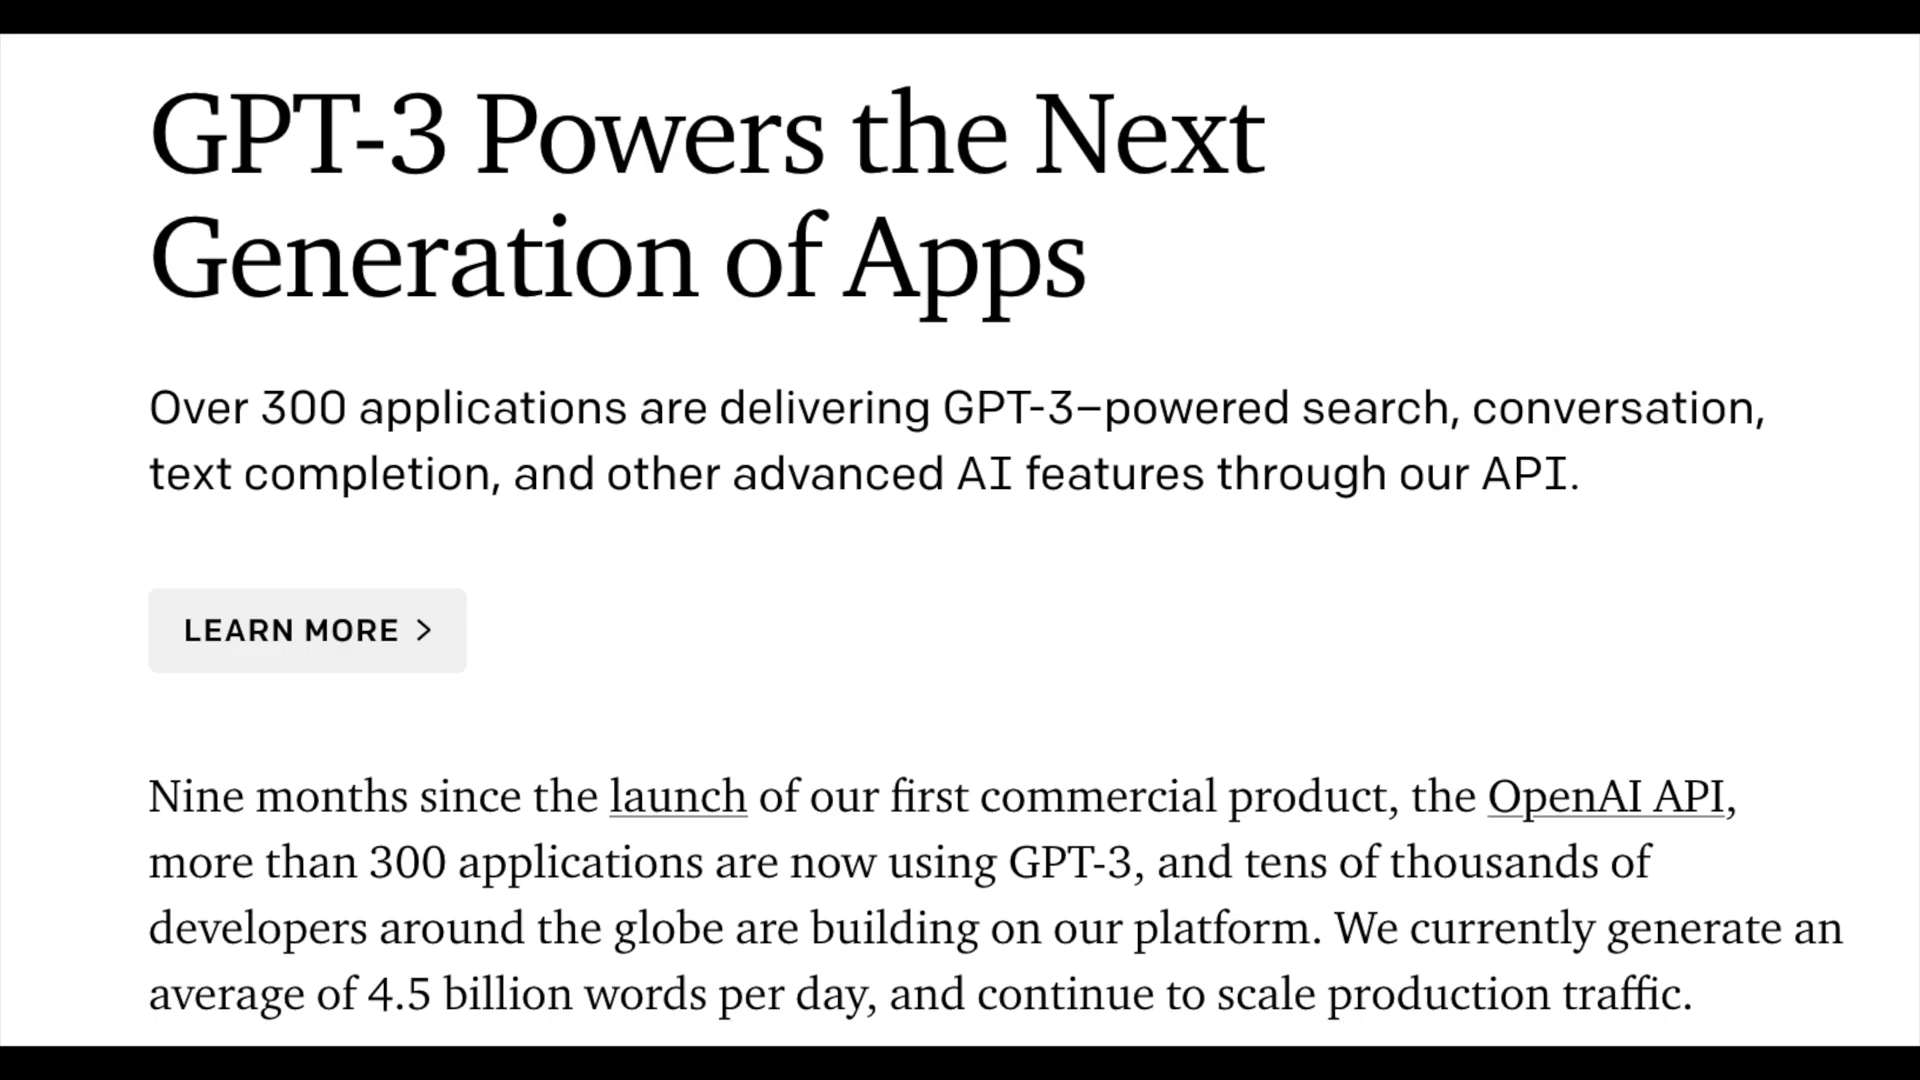 GPT-3 Powers the Next
Generation of Apps
Over 300 applications are delivering GPT-3–powered search, conversation,
text completion, and other advanced AI features through our API.
LEARN MORE >
Nine months since the launch of our first commercial product, the OpenAI API,
more than 300 applications are now using GPT-3, and tens of thousands of
developers around the globe are building on our platform. We currently generate an
average of 4.5 billion words per day, and continue to scale production traffic.